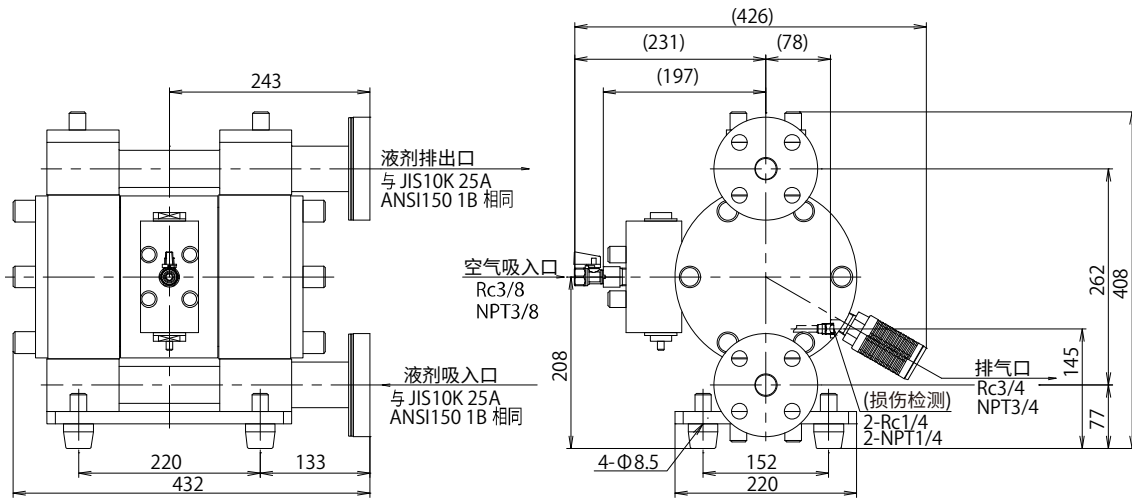 243
液剂排出口
与 JIS10K 25A
ANSI150 1B 相同
液剂吸入口
与 JIS10K 25A
ANSI150 1B 相同
220
133
432
(426)
(231)
(78)
(197)
空气吸入口
Rc3/8
NPT3/8
208
262
408
145
77
排气口
Rc3/4
NPT3/4
(损伤检测)
2-Rc1/4
2-NPT1/4
4-Φ8.5
152
220